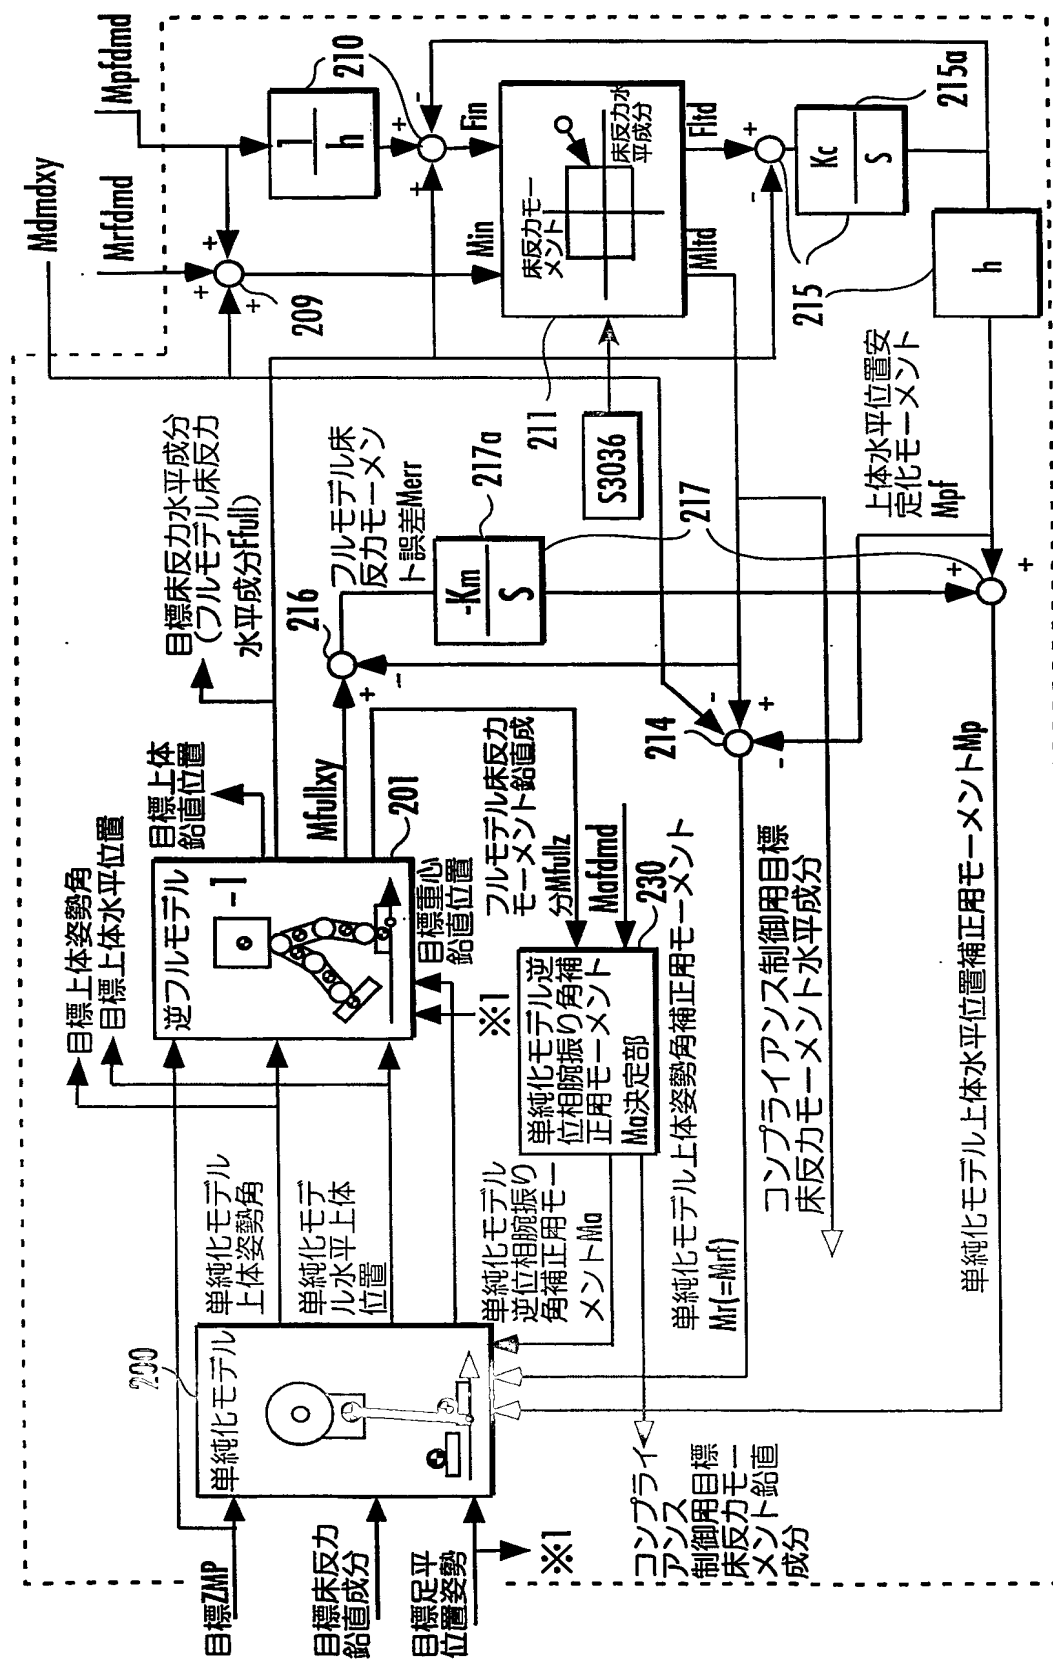 Mdmdxy
Mrfdmd
Mpfdmd
目標ZMP
目標床反力
鉛直成分
目標足平
位置姿勢
※1
200
単純化モデル
単純化モデル
上体姿勢角
単純化モデ
ル水平上体
位置
目標上体姿勢角
目標上体水平位置
逆フルモデル
-1
201
目標上体
鉛直位置
目標重心
鉛直位置
※1
目標床反力水平成分
(フルモデル床反力
水平成分Ffull)
Mfullxy
+
-
216
フルモデル床
反力モーメン
ト誤差Merr
217a
-Km
S
217
フルモデル床反力
モーメント鉛直成
分Mfullz
Mafdmd
230
単純化モデル逆
位相腕振り角補
正用モーメント
Ma決定部
単純化モデル
逆位相腕振り
角補正用モー
メントMa
コンプライ
アンス
制御用目標
床反力モー
メント鉛直
成分
単純化モデル上体姿勢角補正用モーメント
Mr(=Mrf)
214
-
+
-
コンプライアンス制御用目標
床反力モーメント水平成分
単純化モデル上体水平位置補正用モーメントMp
+
+
上体水平位置安
定化モーメント
Mpf
h
215
215a
Kc
S
+
-
Fltd
Mltd
床反力モー
メント
床反力水
平成分
211
S3036
Min
Fin
209
+
+
+
210
1
h
+
+
-